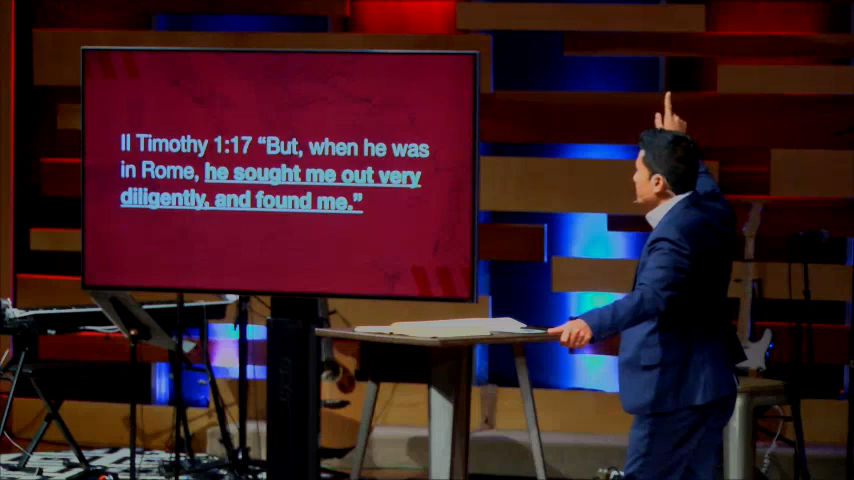 II Timothy 1:17 “But, when he was
in Rome, he sought me out very
diligently, and found me.”